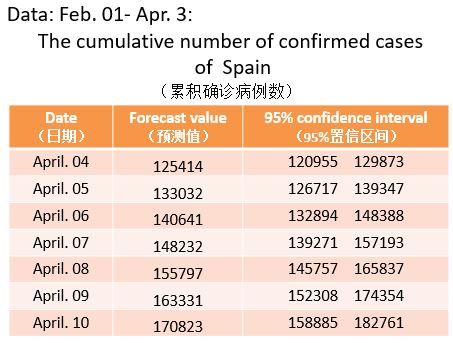 Data: Feb. 01- Apr. 3:
The cumulative number of confirmed cases
of Spain
（累积确诊病例数）
Date Forecast value 95% confidence interval
（日期） （预测值） （95%置信区间）
April. 04 125414 120955 129873
April. 05 133032 126717 139347
April. 06 140641 132894 148388
April. 07 148232 139271 157193
April. 08 155797 145757 165837
April. 09 163331 152308 174354
April. 10 170823 158885 182761